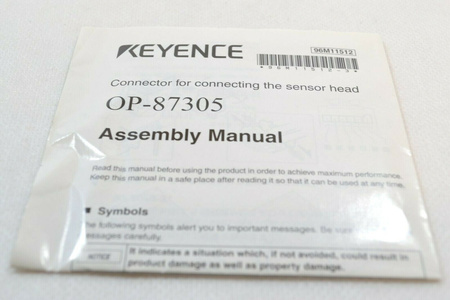 KEYENCE
96M11512
Connector for connecting the sensor head
OP-87305
Assembly Manual
Read this manual before using the product in order to achieve maximum performance.
Keep this manual in a safe place after reading it so that it can be used at any time.
Symbols
The following symbols alert you to important messages. Be
messages carefully.
NOTICE
It indicates a situation which, if not avoided, could result in
product damage as well as property damage.